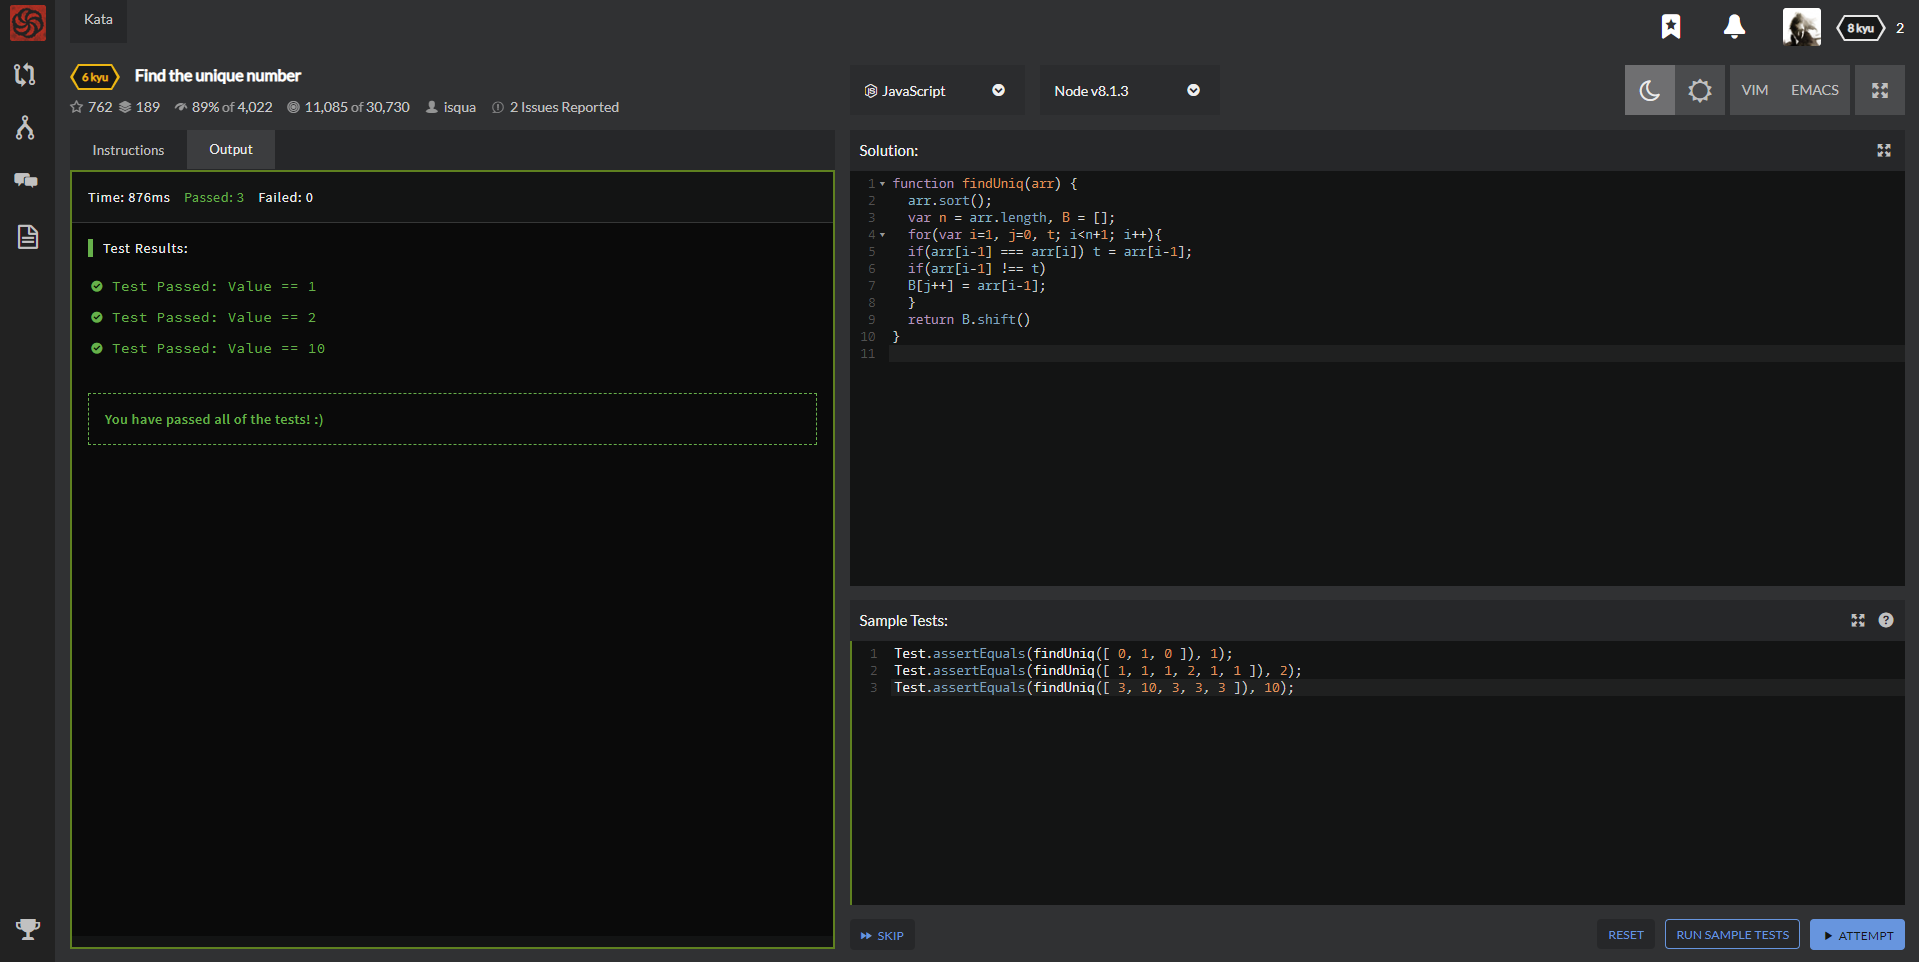 Kata
8 kyu 2
6 kyu Find the unique number
762 189 89% of 4,022 11,085 of 30,730 isqua 2 Issues Reported
JavaScript Node v8.1.3
VIM EMACS
Instructions Output
Time: 876ms Passed: 3 Failed: 0
Test Results:
Test Passed: Value == 1
Test Passed: Value == 2
Test Passed: Value == 10
You have passed all of the tests! :)
Solution:
1 function findUniq(arr) {
2 arr.sort();
3 var n = arr.length, B = [];
4 for(var i=1, j=0, t; i<n+1; i++){
5 if(arr[i-1] === arr[i]) t = arr[i-1];
6 if(arr[i-1] !== t)
7 B[j++] = arr[i-1];
8 }
9 return B.shift()
10 }
11
Sample Tests:
?
1 Test.assertEquals(findUniq([ 0, 1, 0 ]), 1);
2 Test.assertEquals(findUniq([ 1, 1, 1, 2, 1, 1 ]), 2);
3 Test.assertEquals(findUniq([ 3, 10, 3, 3, 3 ]), 10);
SKIP RESET RUN SAMPLE TESTS ATTEMPT